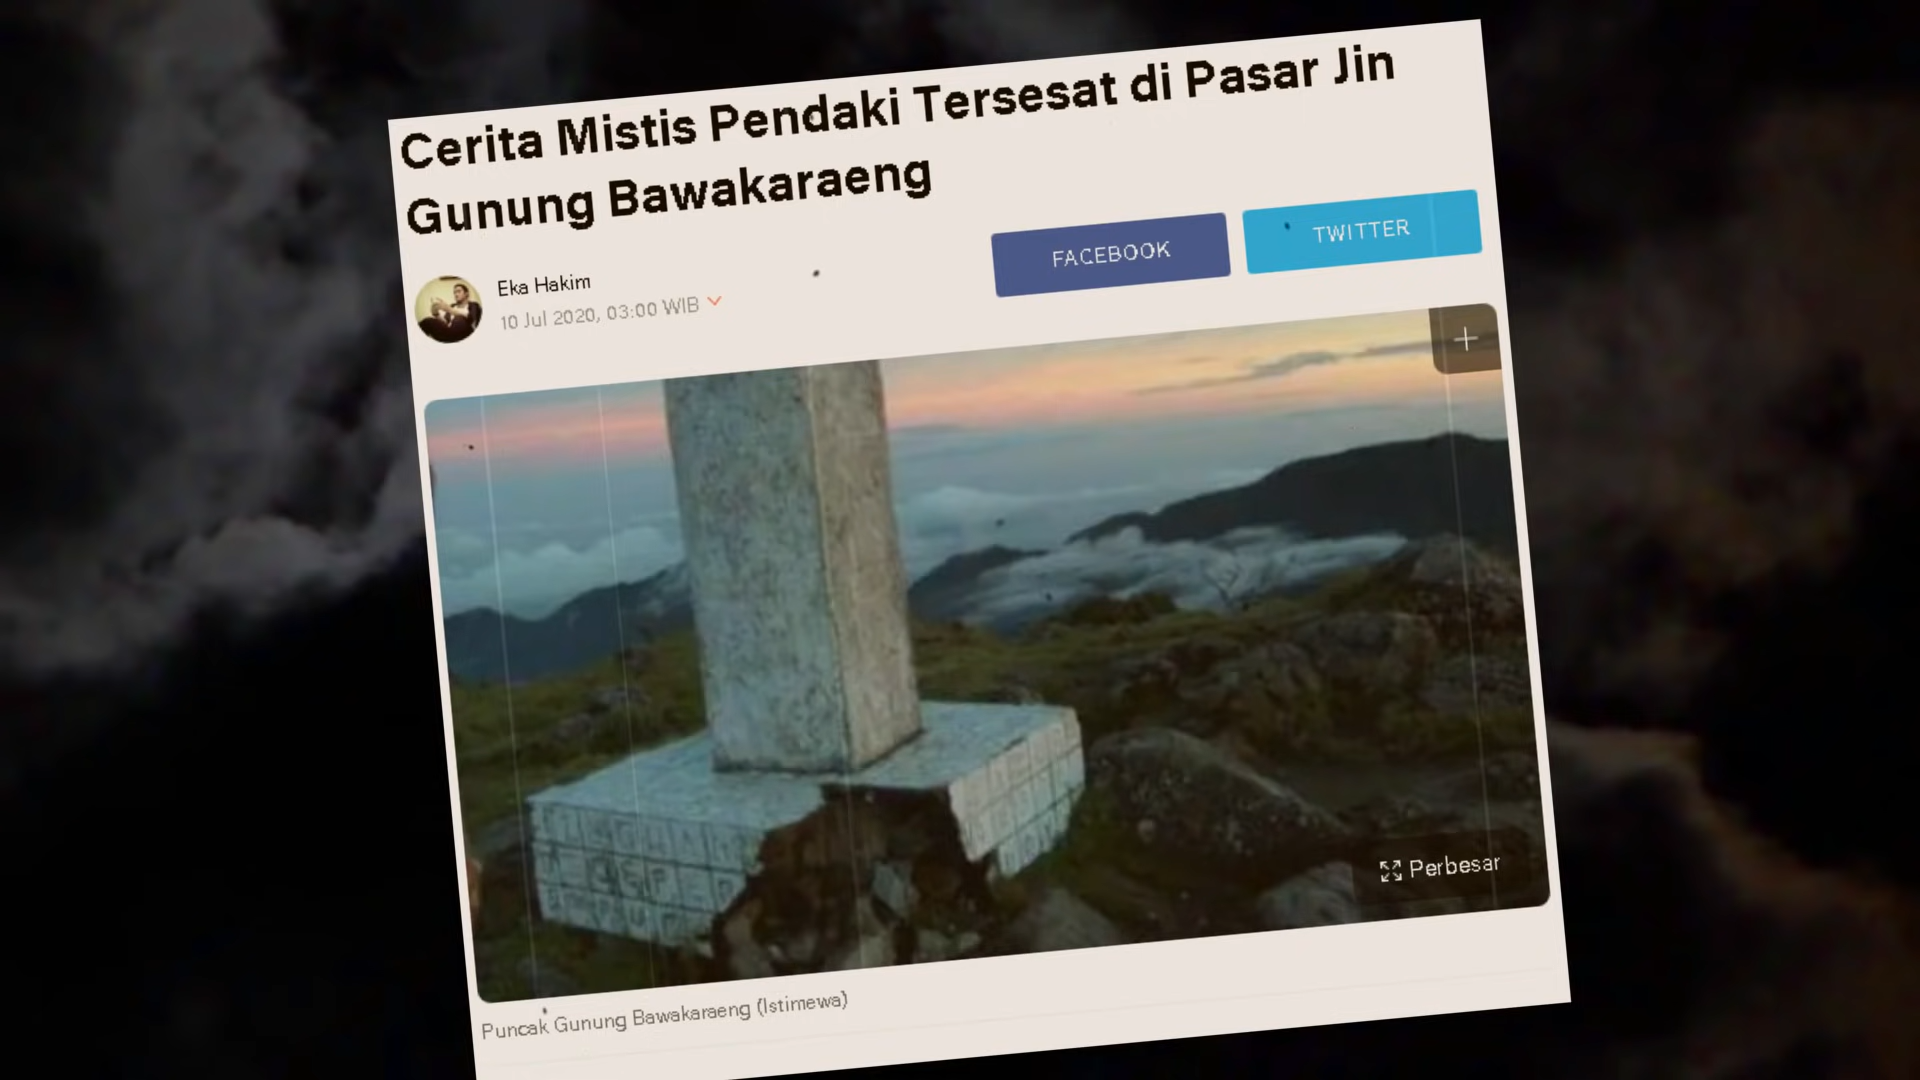 Cerita Mistis Pendaki Tersesat di Pasar Jin
Gunung Bawakaraeng
Eka Hakim
10 Jul 2020, 03:00 WIB
FACEBOOK
TWITTER
Perbesar
Puncak Gunung Bawakaraeng (Istimewa)